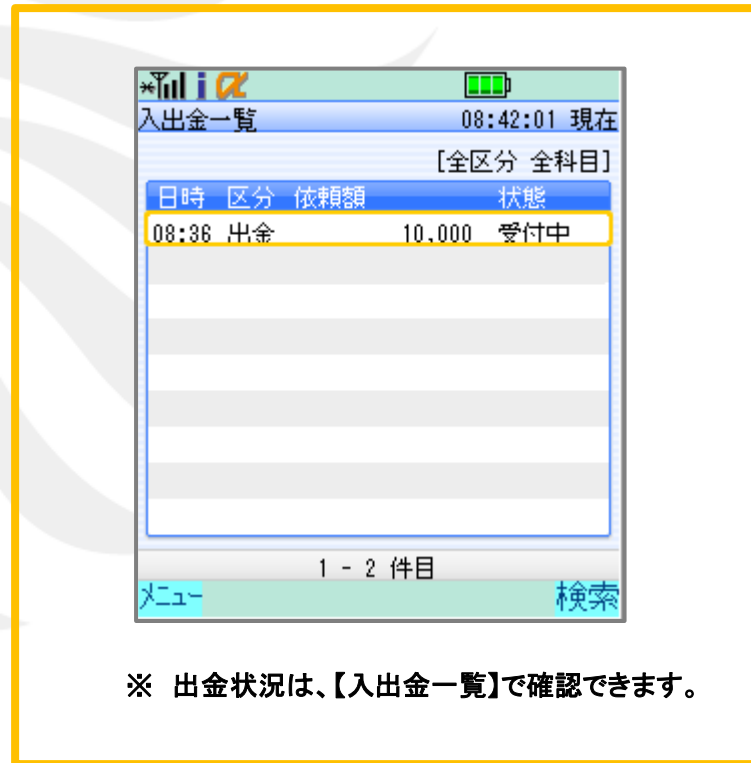 入出金一覧 08:42:01 現在
[全区分 全科目]
日時 区分 依頼額 状態
08:36 出金 10,000 受付中
1 - 2 件目
メニュー 検索
※ 出金状況は、【入出金一覧】で確認できます。